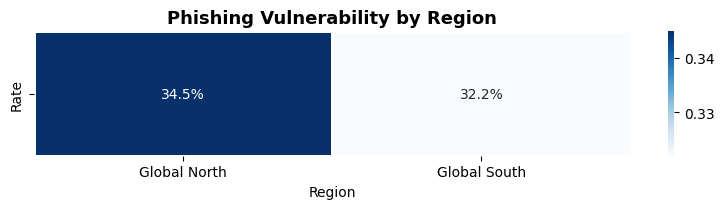 Phishing Vulnerability by Region
Rate
34.5%
32.2%
0.34
0.33
Global North
Global South
Region